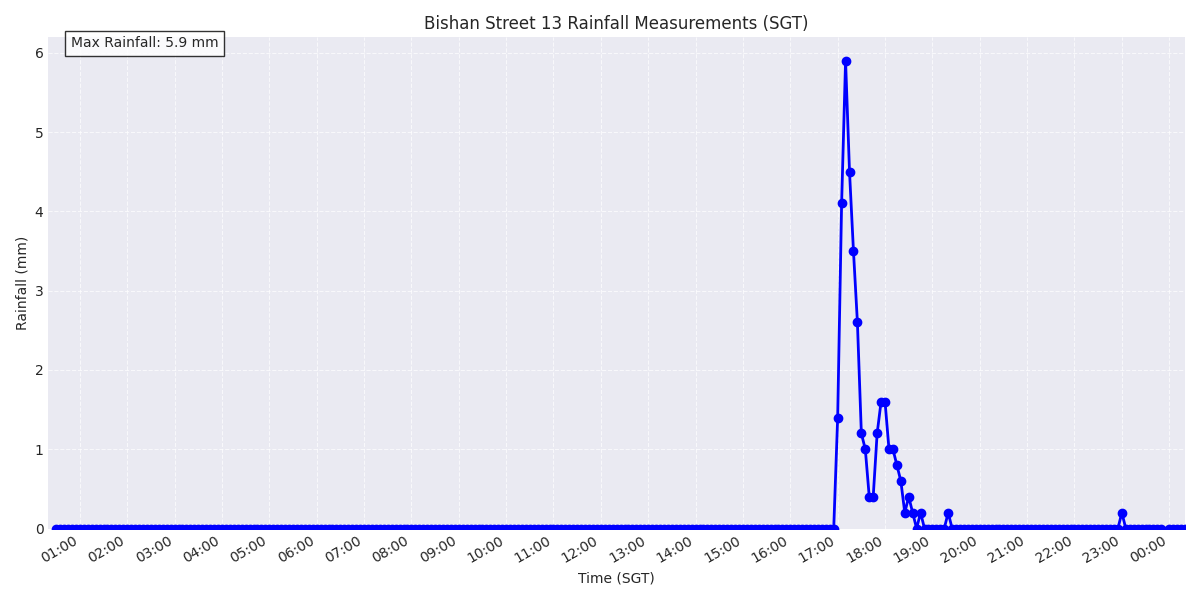 Bishan Street 13 Rainfall Measurements (SGT)
Max Rainfall: 5.9 mm
6
5
4
3
2
1
0
Rainfall (mm)
01:00 02:00 03:00 04:00 05:00 06:00 07:00 08:00 09:00 10:00 11:00 12:00 13:00 14:00 15:00 16:00 17:00 18:00 19:00 20:00 21:00 22:00 23:00 00:00
Time (SGT)